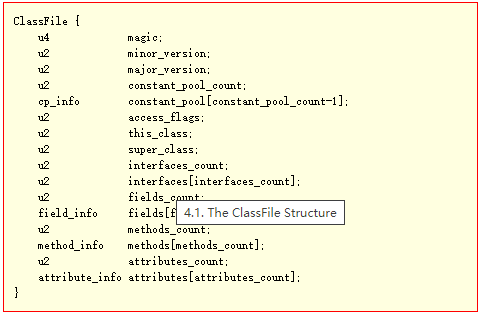 ClassFile {
u4 magic;
u2 minor_version;
u2 major_version;
u2 constant_pool_count;
cp_info constant_pool[constant_pool_count-1];
u2 access_flags;
u2 this_class;
u2 super_class;
u2 interfaces_count;
u2 interfaces[interfaces_count];
u2 fields_count;
field_info fields[f
4.1. The ClassFile Structure
u2 methods_count;
method_info methods[methods_count];
u2 attributes_count;
attribute_info attributes[attributes_count];
}